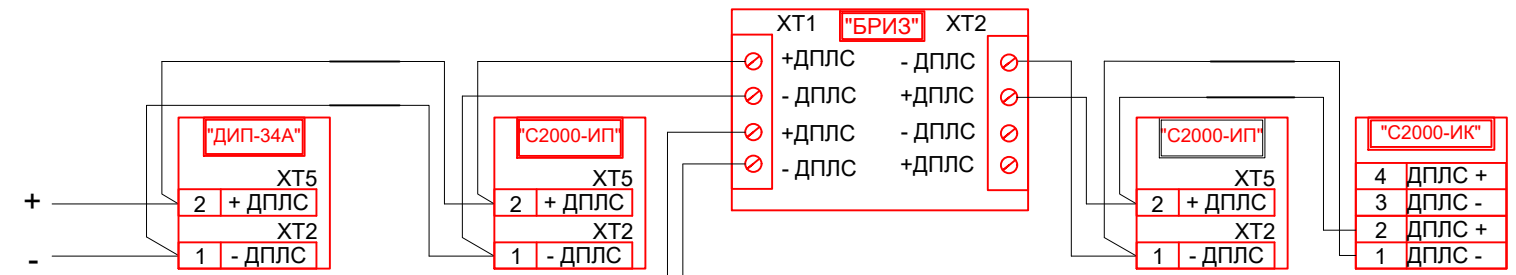 XT1 "БРИЗ" XT2
+ДПЛС - ДПЛС
- ДПЛС +ДПЛС
+ДПЛС - ДПЛС
- ДПЛС +ДПЛС
"ДИП-34А"
XT5
2 + ДПЛС
XT2
1 - ДПЛС
+
-
"С2000-ИП"
XT5
2 + ДПЛС
XT2
1 - ДПЛС
"С2000-ИП"
XT5
2 + ДПЛС
XT2
1 - ДПЛС
"С2000-ИК"
4 ДПЛС +
3 ДПЛС -
2 ДПЛС +
1 ДПЛС -